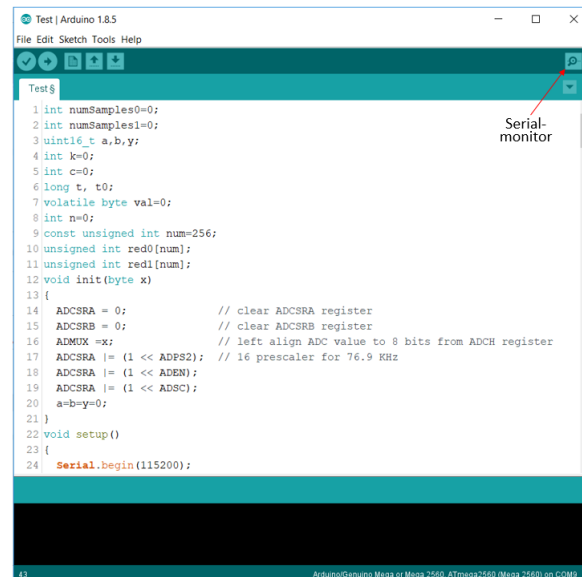 Test | Arduino 1.8.5
File Edit Sketch Tools Help
Test §
Serial-
monitor
1 int numSamples0=0;
2 int numSamples1=0;
3 uint16_t a,b,y;
4 int k=0;
5 int c=0;
6 long t, t0;
7 volatile byte val=0;
8 int n=0;
9 const unsigned int num=256;
10 unsigned int red0[num];
11 unsigned int red1[num];
12 void init(byte x)
13 {
14 ADCSRA = 0; // clear ADCSRA register
15 ADCSRB = 0; // clear ADCSRB register
16 ADMUX =x; // left align ADC value to 8 bits from ADCH register
17 ADCSRA |= (1 << ADPS2); // 16 prescaler for 76.9 KHz
18 ADCSRA |= (1 << ADEN);
19 ADCSRA |= (1 << ADSC);
20 a=b=y=0;
21 }
22 void setup()
23 {
24 Serial.begin(115200);
43 Arduino/Genuino Mega or Mega 2560, ATmega2560 (Mega 2560) on COM9